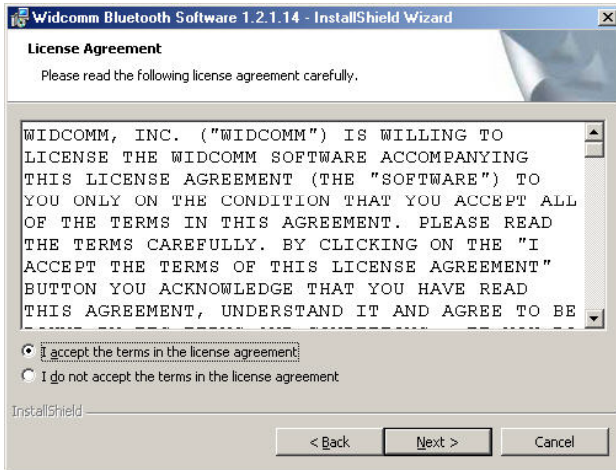 Widcomm Bluetooth Software 1.2.1.14 - InstallShield Wizard
License Agreement
Please read the following license agreement carefully.
WIDCOMM, INC. ("WIDCOMM") IS WILLING TO
LICENSE THE WIDCOMM SOFTWARE ACCOMPANYING
THIS LICENSE AGREEMENT (THE "SOFTWARE") TO
YOU ONLY ON THE CONDITION THAT YOU ACCEPT ALL
OF THE TERMS IN THIS AGREEMENT. PLEASE READ
THE TERMS CAREFULLY. BY CLICKING ON THE "I
ACCEPT THE TERMS OF THIS LICENSE AGREEMENT"
BUTTON YOU ACKNOWLEDGE THAT YOU HAVE READ
THIS AGREEMENT, UNDERSTAND IT AND AGREE TO BE
I accept the terms in the license agreement
I do not accept the terms in the license agreement
InstallShield
< Back Next > Cancel